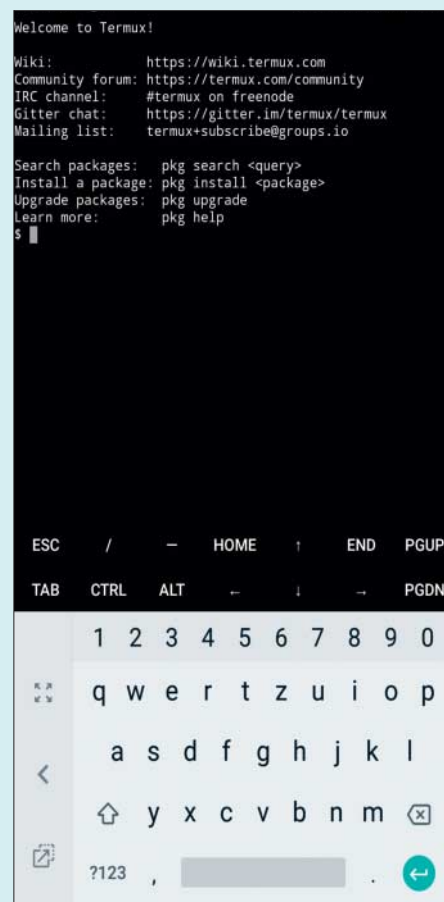 Welcome to Termux!
Wiki: https://wiki.termux.com
Community forum: https://termux.com/community
IRC channel: #termux on freenode
Gitter chat: https://gitter.im/termux/termux
Mailing list: termux+subscribe@groups.io
Search packages: pkg search <query>
Install a package: pkg install <package>
Upgrade packages: pkg upgrade
Learn more: pkg help
$
ESC / — HOME ↑ END PGUP
TAB CTRL ALT ← ↓ → PGDN
1 2 3 4 5 6 7 8 9 0
q w e r t z u i o p
a s d f g h j k l
y x c v b n m
?123 , .